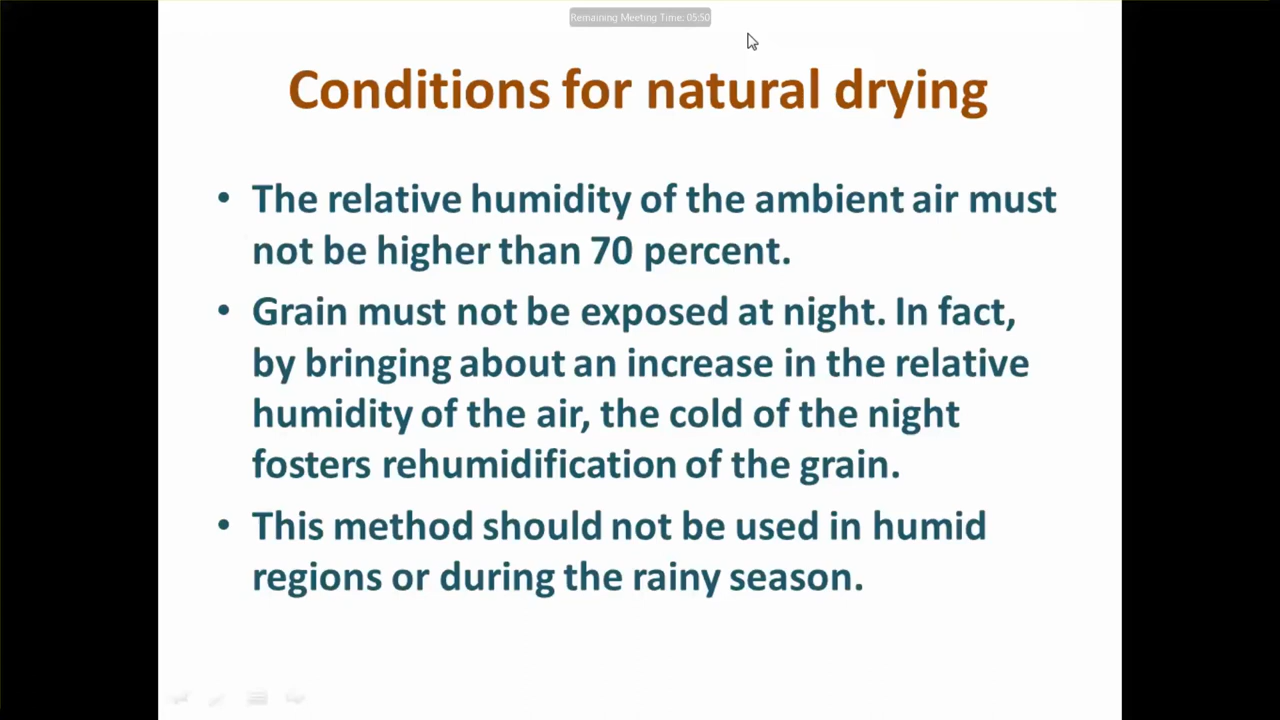 Remaining Meeting Time: 05:50
Conditions for natural drying
• The relative humidity of the ambient air must
not be higher than 70 percent.
• Grain must not be exposed at night. In fact,
by bringing about an increase in the relative
humidity of the air, the cold of the night
fosters rehumidification of the grain.
• This method should not be used in humid
regions or during the rainy season.